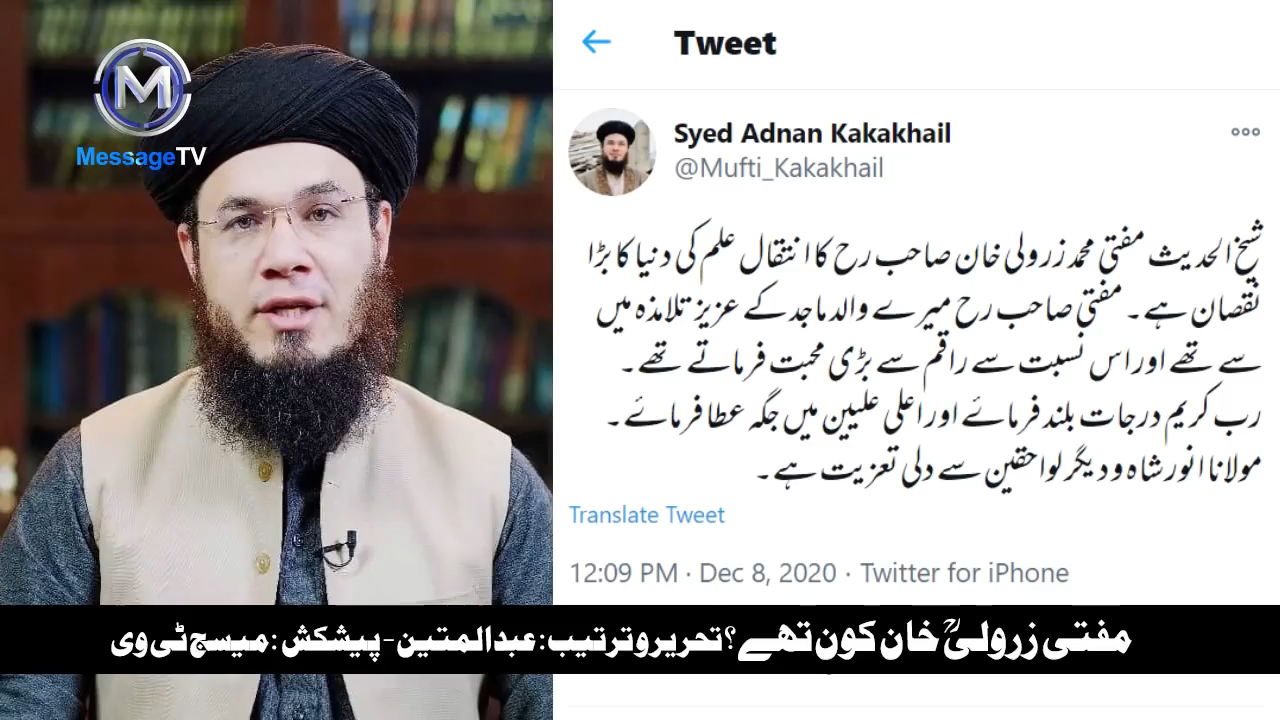 M
MessageTV
Tweet
Syed Adnan Kakakhail
@Mufti_Kakakhail
شیخ الحدیث مفتی محمد زرولی خان صاحب رح کا انتقال علم کی دنیا کا بڑا
نقصان ہے۔ مفتی صاحب رح میرے والد ماجد کے عزیز تلامذہ میں
سے تھے اور اس نسبت سے راقم سے بڑی محبت فرماتے تھے۔
رب کریم درجات بلند فرمائے اور اعلی علیین میں جگہ عطا فرمائے۔
مولانا انور شاہ و دیگر لواحقین سے دلی تعزیت ہے۔
Translate Tweet
12:09 PM · Dec 8, 2020 · Twitter for iPhone
مفتی زرولیؒ خان کون تھے؟ تحریر و ترتیب: عبدالمتین - پیشکش: میسج ٹی وی